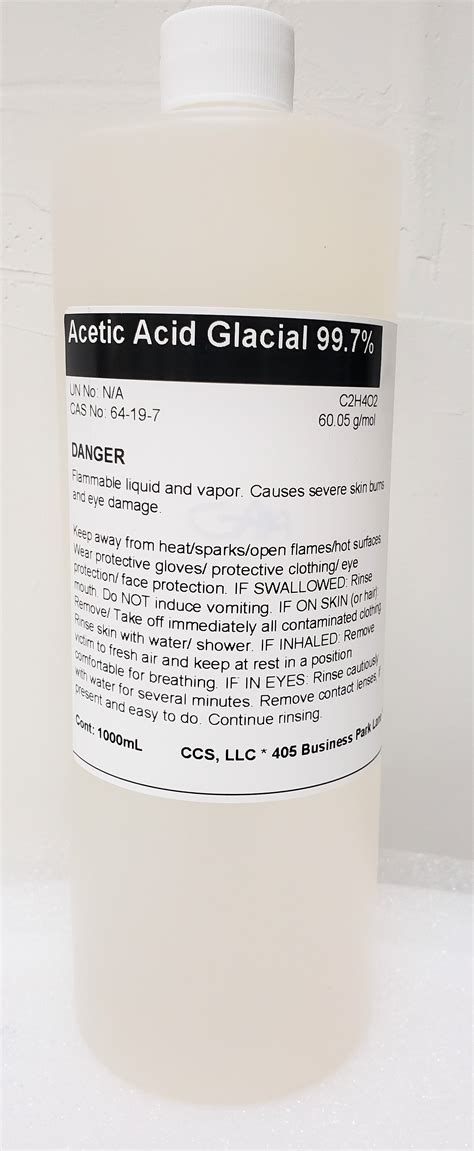 Acetic Acid Glacial 99.7%
UN No: N/A
C2H4O2
CAS No: 64-19-7
60.05 g/mol
DANGER
Flammable liquid and vapor. Causes severe skin burns
and eye damage.
Keep away from heat/sparks/open flames/hot surfaces
Wear protective gloves/ protective clothing/ eye
protection/ face protection. IF SWALLOWED: Rinse
mouth. Do NOT induce vomiting. IF ON SKIN (or hair):
Remove/ Take off immediately all contaminated clothing
Rinse skin with water/ shower. IF INHALED: Remove
victim to fresh air and keep at rest in a position
comfortable for breathing. IF IN EYES: Rinse cautiously
with water for several minutes. Remove contact lenses, if
present and easy to do. Continue rinsing.
Cont: 1000mL
CCS, LLC * 405 Business Park